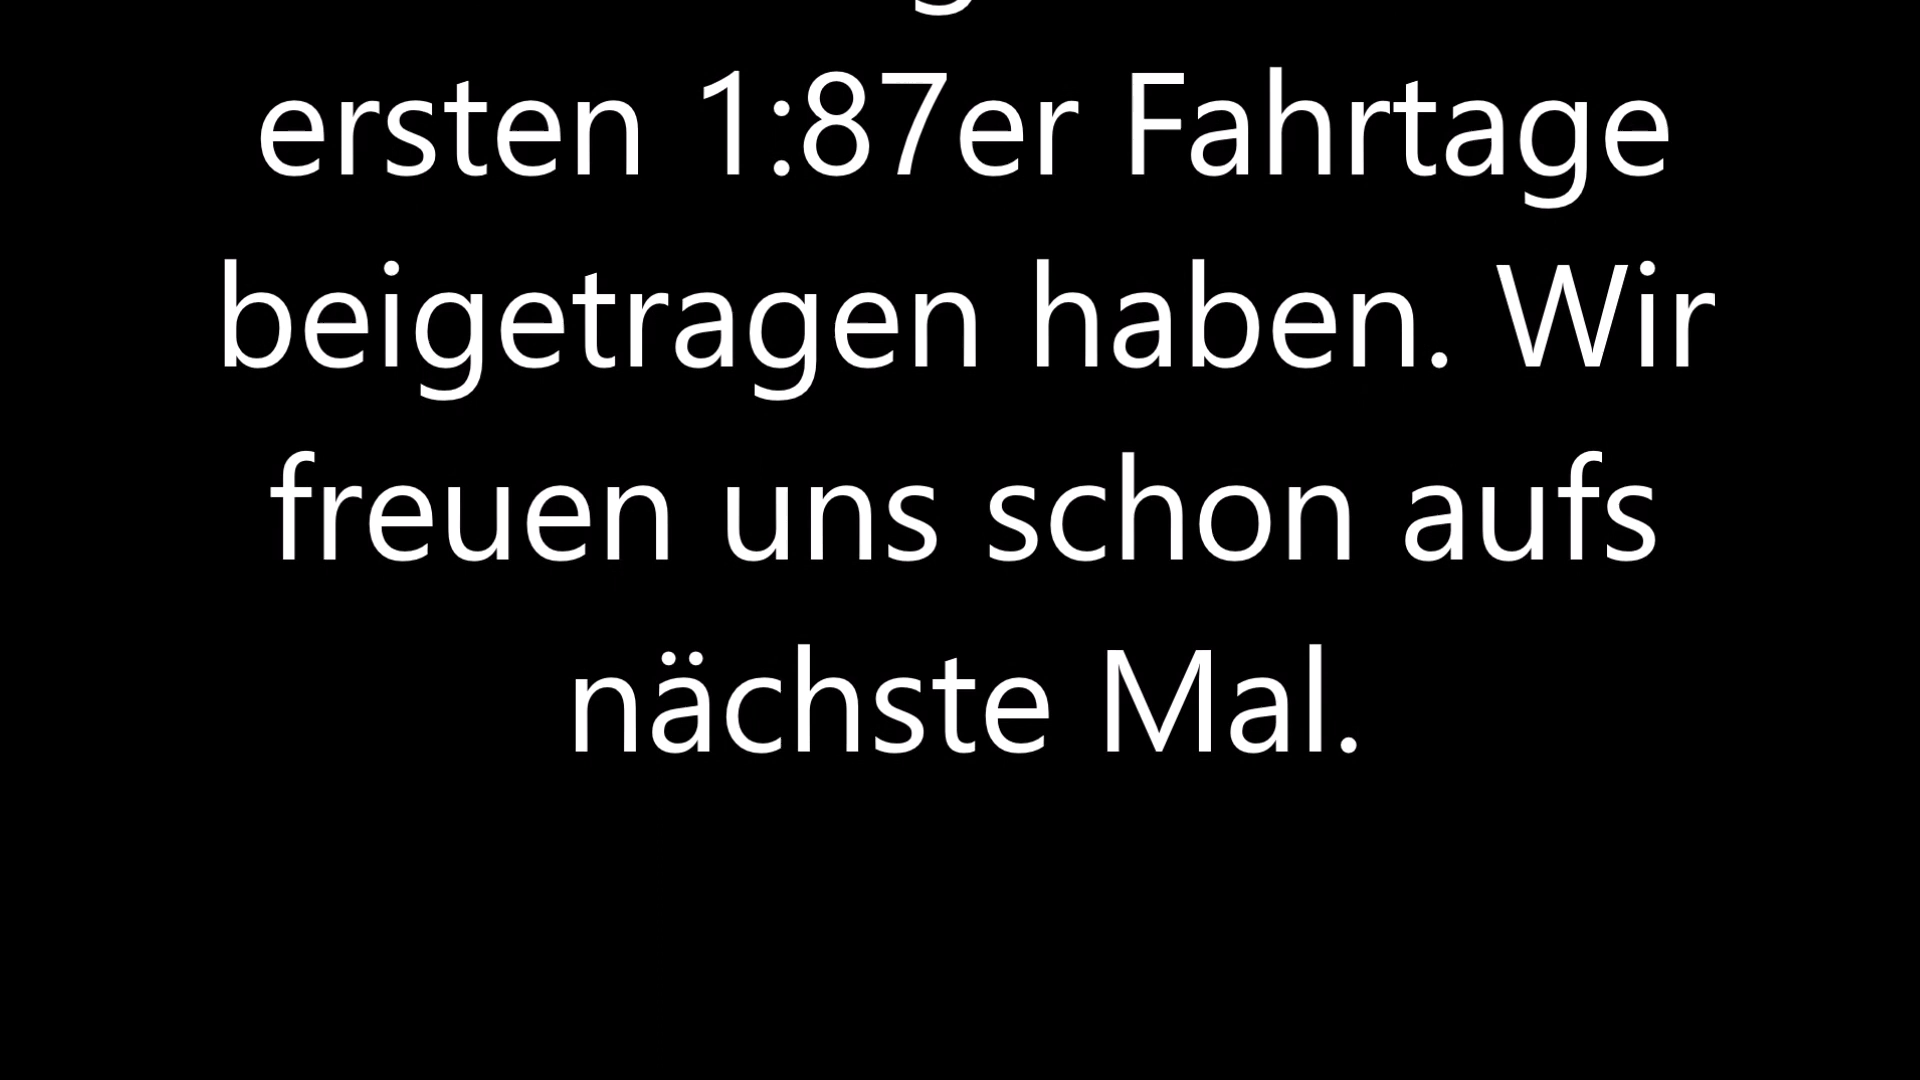 ersten 1:87er Fahrtage
beigetragen haben. Wir
freuen uns schon aufs
nächste Mal.